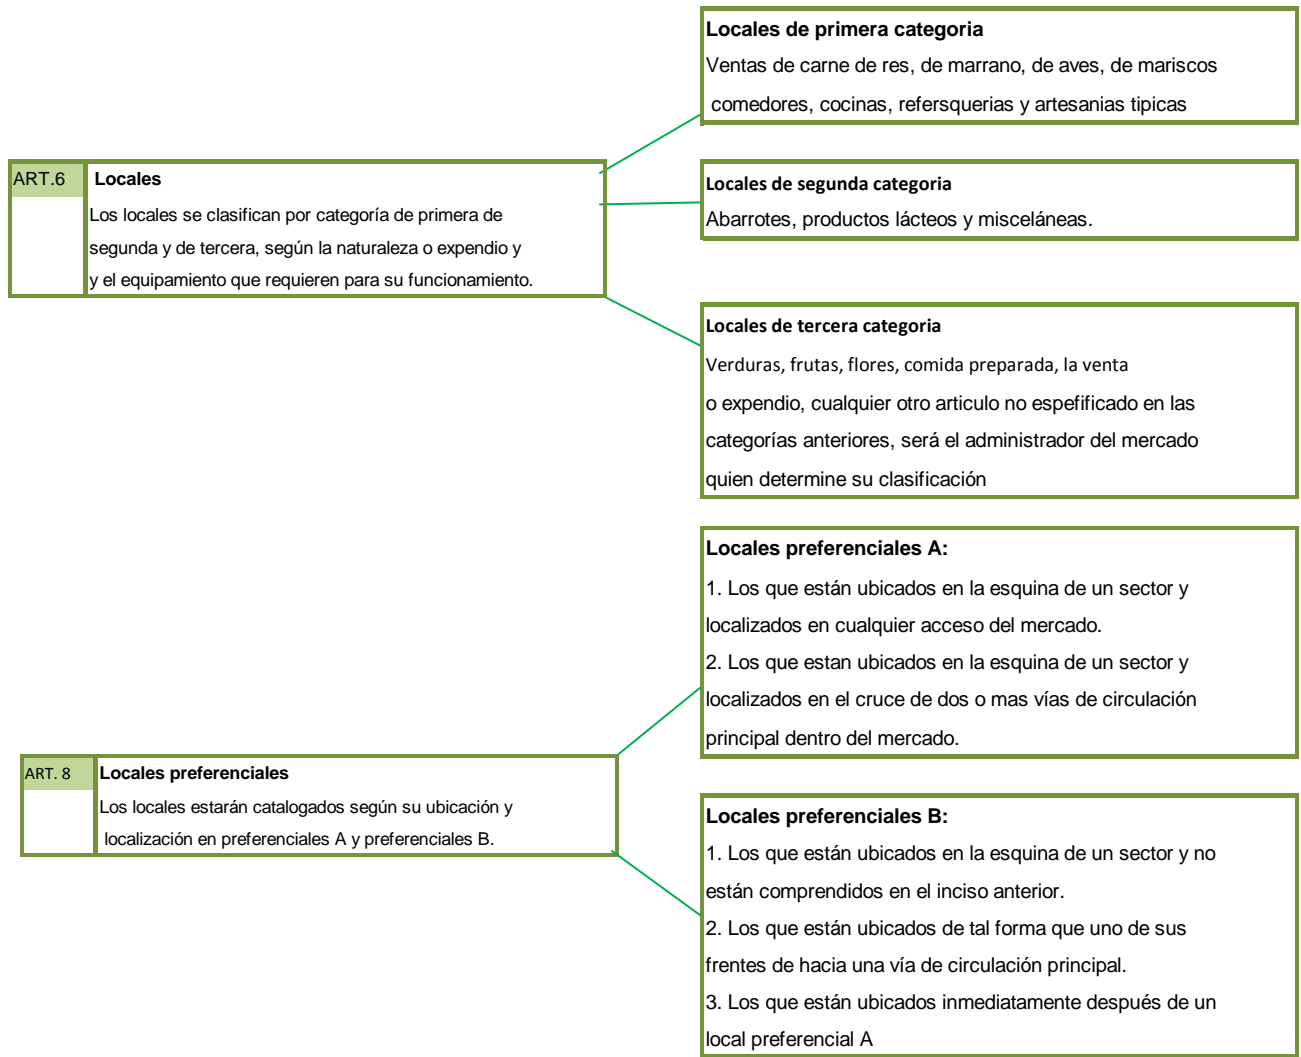 Locales de primera categoria
Ventas de carne de res, de marrano, de aves, de mariscos
comedores, cocinas, refersquerias y artesanias tipicas
ART.6 Locales
Los locales se clasifican por categoría de primera de
segunda y de tercera, según la naturaleza o expendio y
y el equipamiento que requieren para su funcionamiento.
Locales de segunda categoria
Abarrotes, productos lácteos y misceláneas.
Locales de tercera categoria
Verduras, frutas, flores, comida preparada, la venta
o expendio, cualquier otro articulo no espefificado en las
categorías anteriores, será el administrador del mercado
quien determine su clasificación
Locales preferenciales A:
1. Los que están ubicados en la esquina de un sector y
localizados en cualquier acceso del mercado.
2. Los que estan ubicados en la esquina de un sector y
localizados en el cruce de dos o mas vías de circulación
principal dentro del mercado.
ART. 8 Locales preferenciales
Los locales estarán catalogados según su ubicación y
localización en preferenciales A y preferenciales B.
Locales preferenciales B:
1. Los que están ubicados en la esquina de un sector y no
están comprendidos en el inciso anterior.
2. Los que están ubicados de tal forma que uno de sus
frentes de hacia una vía de circulación principal.
3. Los que están ubicados inmediatamente después de un
local preferencial A